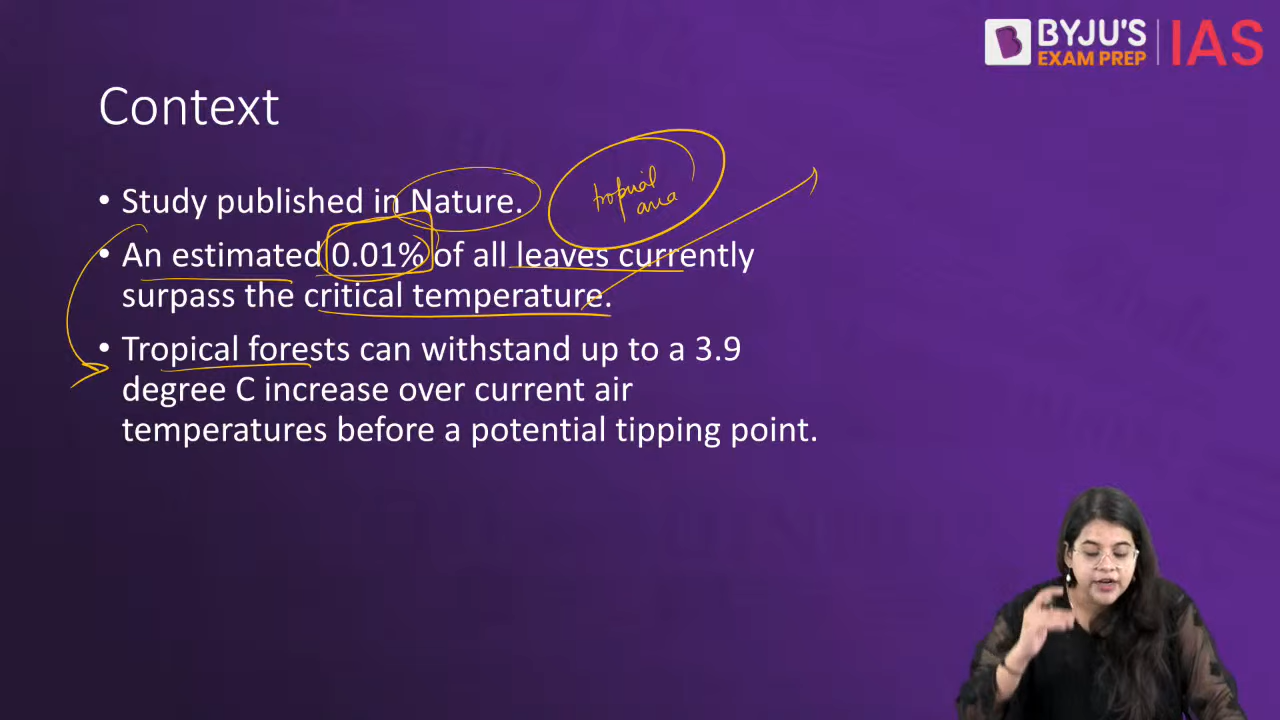 BYJU'S
EXAM PREP
IAS
Context
• Study published in Nature.
tropical
area
• An estimated 0.01% of all leaves currently
surpass the critical temperature.
• Tropical forests can withstand up to a 3.9
degree C increase over current air
temperatures before a potential tipping point.